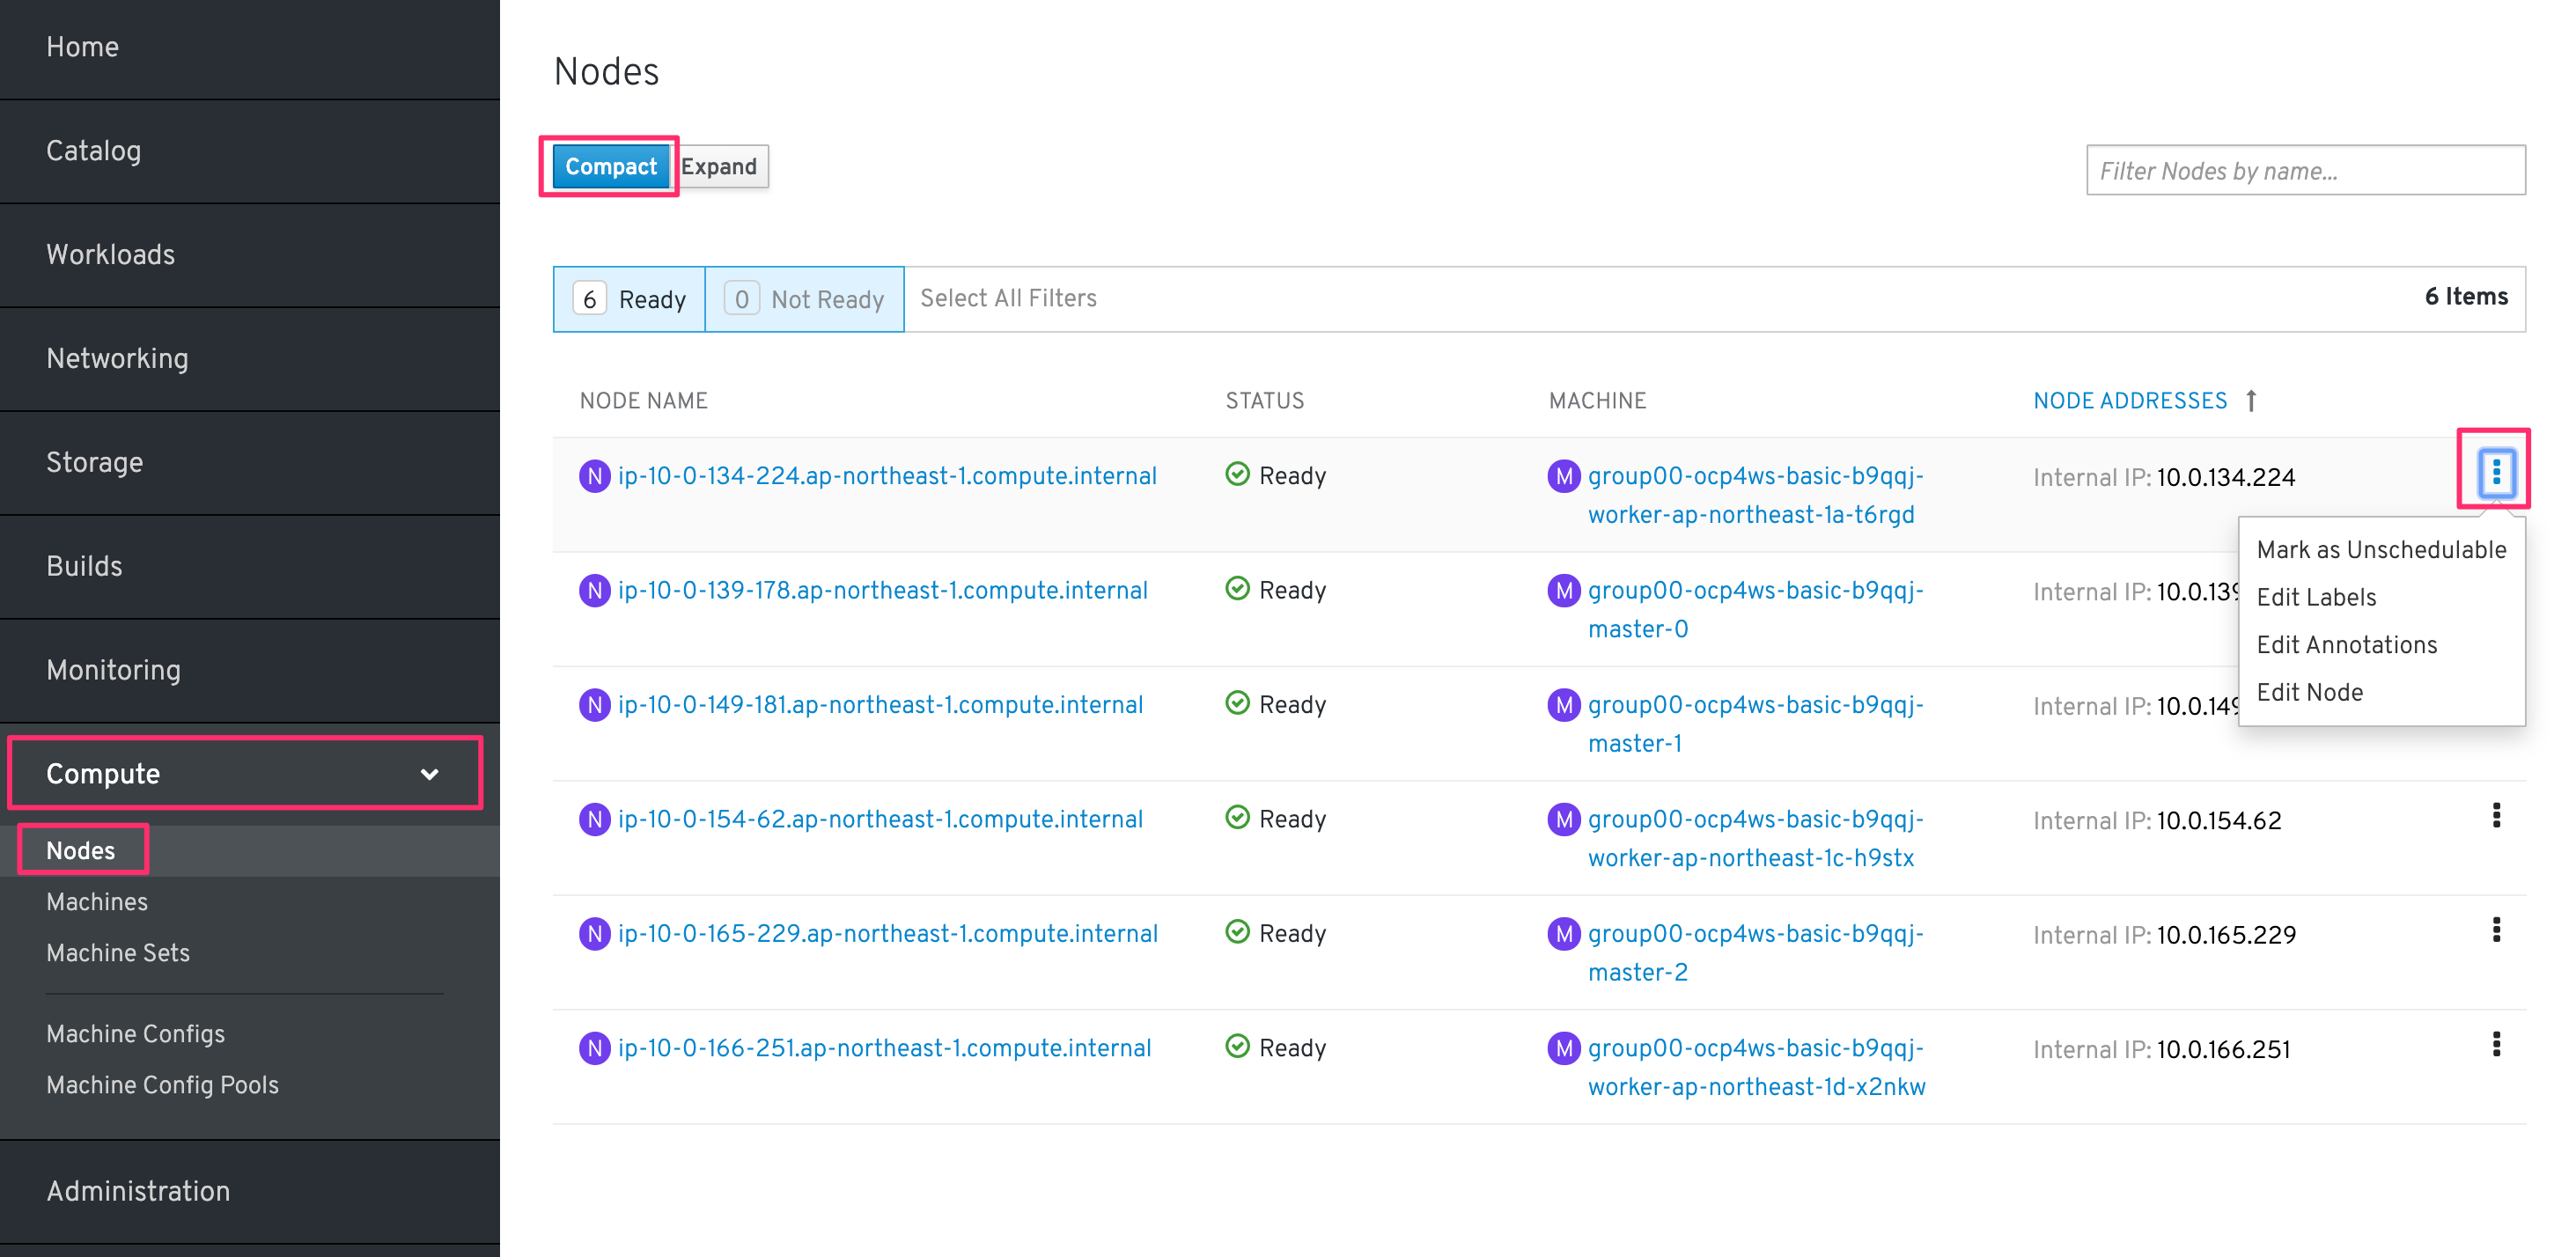 Home
Catalog
Workloads
Networking
Storage
Builds
Monitoring
Compute
Nodes
Machines
Machine Sets
Machine Configs
Machine Config Pools
Administration
Nodes
Compact Expand
Filter Nodes by name...
6 Ready 0 Not Ready Select All Filters 6 Items
NODE NAME STATUS MACHINE NODE ADDRESSES
N ip-10-0-134-224.ap-northeast-1.compute.internal Ready M group00-ocp4ws-basic-b9qqj- Internal IP: 10.0.134.224
worker-ap-northeast-1a-t6rgd
Mark as Unschedulable
Edit Labels
Edit Annotations
Edit Node
N ip-10-0-139-178.ap-northeast-1.compute.internal Ready M group00-ocp4ws-basic-b9qqj- Internal IP: 10.0.139
master-0
N ip-10-0-149-181.ap-northeast-1.compute.internal Ready M group00-ocp4ws-basic-b9qqj- Internal IP: 10.0.149
master-1
N ip-10-0-154-62.ap-northeast-1.compute.internal Ready M group00-ocp4ws-basic-b9qqj- Internal IP: 10.0.154.62
worker-ap-northeast-1c-h9stx
N ip-10-0-165-229.ap-northeast-1.compute.internal Ready M group00-ocp4ws-basic-b9qqj- Internal IP: 10.0.165.229
master-2
N ip-10-0-166-251.ap-northeast-1.compute.internal Ready M group00-ocp4ws-basic-b9qqj- Internal IP: 10.0.166.251
worker-ap-northeast-1d-x2nkw